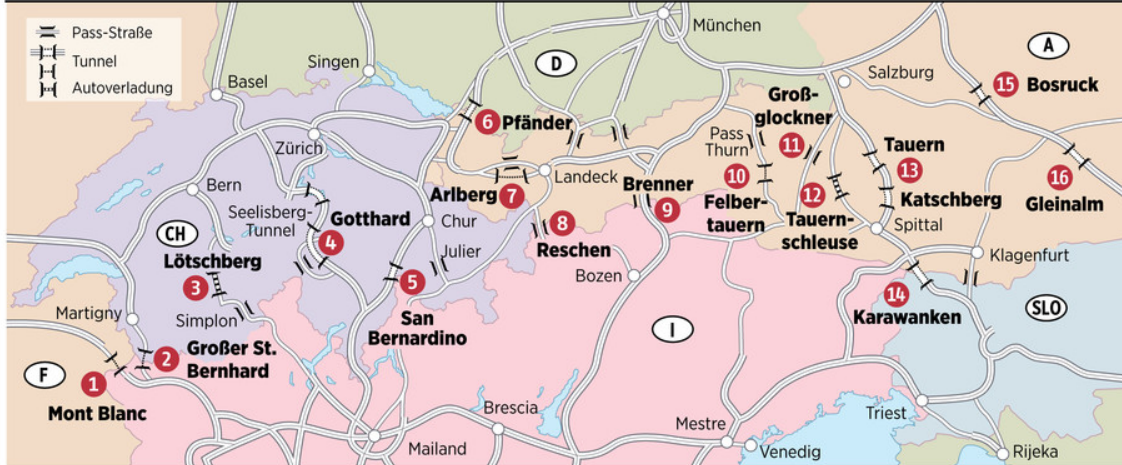 Pass-Straße
Tunnel
Autoverladung
Basel
Singen
München
D
A
Salzburg
15 Bosruck
Zürich
6 Pfänder
Groß-
glockner
11
Pass
Thurn
10
Felber-
tauern
Tauern
13
Katschberg
16
Gleinalm
Bern
Seelisberg-
Tunnel
Gotthard
4
Arlberg
7
Landeck
Brenner
9
12
Tauern-
schleuse
Spittal
CH
Lötschberg
3
Chur
Julier
8
Reschen
Bozen
Klagenfurt
Martigny
Simplon
5
San
Bernardino
I
14
Karawanken
SLO
F
1
Mont Blanc
2
Großer St.
Bernhard
Brescia
Mailand
Mestre
Venedig
Triest
Rijeka